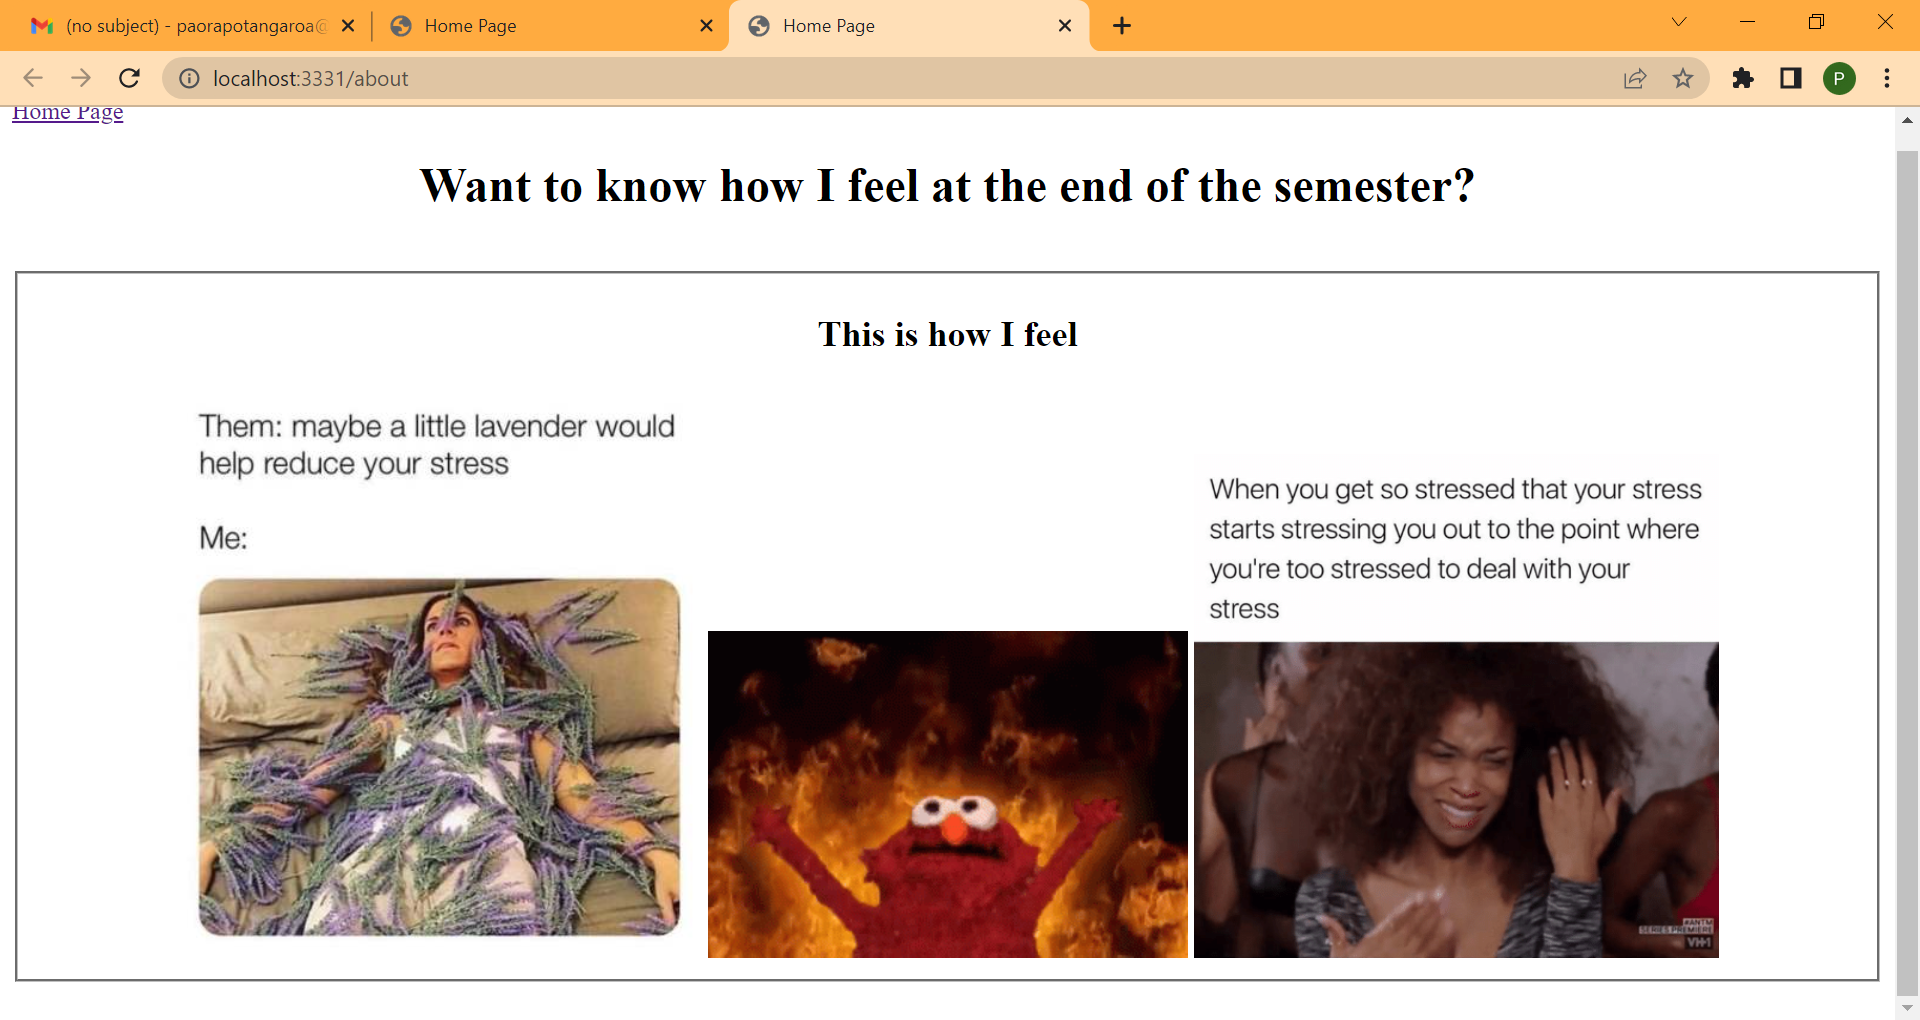 (no subject) - paorapotangaroa@
Home Page
Home Page
localhost:3331/about
P
Home Page
Want to know how I feel at the end of the semester?
This is how I feel
Them: maybe a little lavender would
help reduce your stress
Me:
When you get so stressed that your stress
starts stressing you out to the point where
you're too stressed to deal with your
stress
#ANTM
SERIES PREMIERE
VH1